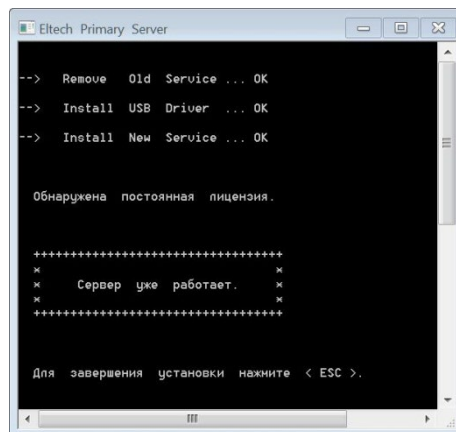 Eltech Primary Server
--> Remove Old Service ... OK
--> Install USB Driver ... OK
--> Install New Service ... OK
Обнаружена постоянная лицензия.
++++++++++++++++++++++++++++++++++
* *
* Сервер уже работает. *
* *
++++++++++++++++++++++++++++++++++
Для завершения установки нажмите < ESC >.